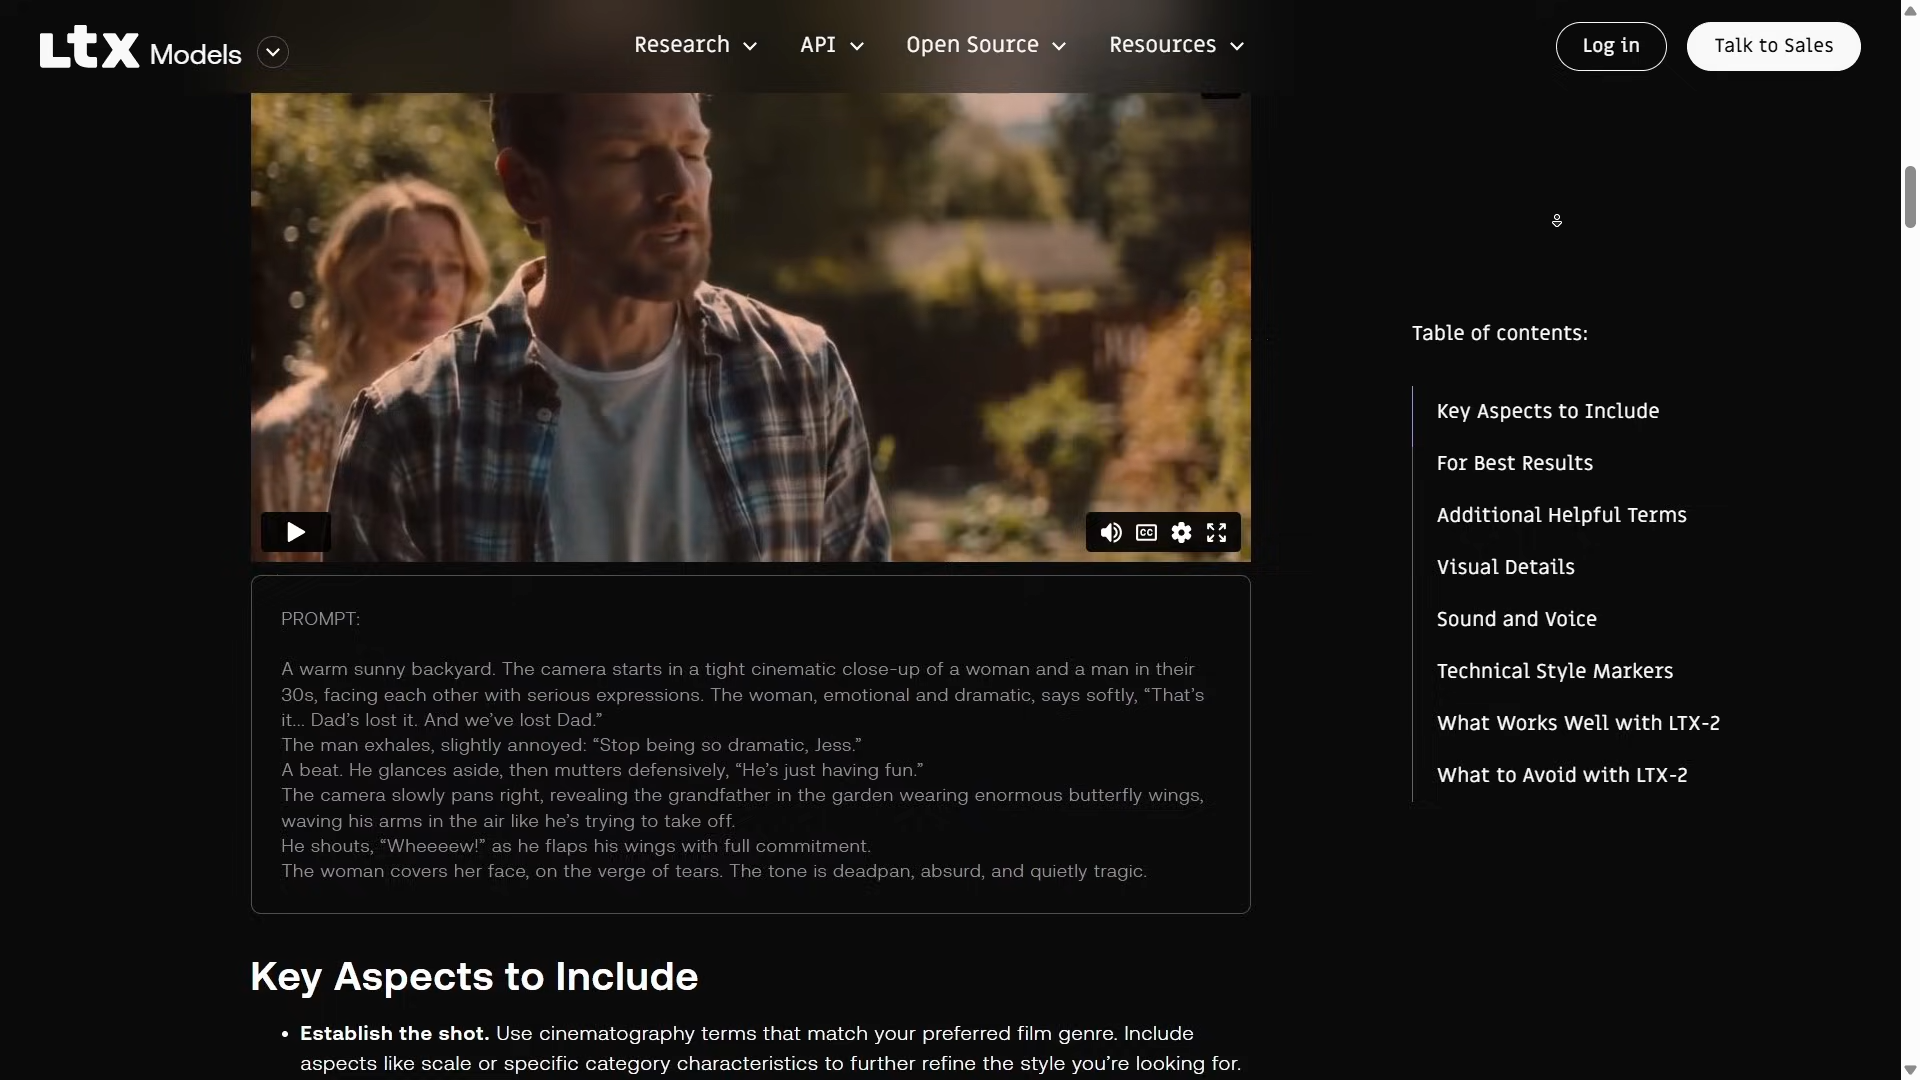 Ltx Models
Research
API
Open Source
Resources
Log in
Talk to Sales
CC
PROMPT:
A warm sunny backyard. The camera starts in a tight cinematic close-up of a woman and a man in their
30s, facing each other with serious expressions. The woman, emotional and dramatic, says softly, “That’s
it... Dad’s lost it. And we’ve lost Dad.”
The man exhales, slightly annoyed: “Stop being so dramatic, Jess.”
A beat. He glances aside, then mutters defensively, “He’s just having fun.”
The camera slowly pans right, revealing the grandfather in the garden wearing enormous butterfly wings,
waving his arms in the air like he’s trying to take off.
He shouts, “Wheeeew!” as he flaps his wings with full commitment.
The woman covers her face, on the verge of tears. The tone is deadpan, absurd, and quietly tragic.
Key Aspects to Include
• Establish the shot. Use cinematography terms that match your preferred film genre. Include
aspects like scale or specific category characteristics to further refine the style you’re looking for.
Table of contents:
Key Aspects to Include
For Best Results
Additional Helpful Terms
Visual Details
Sound and Voice
Technical Style Markers
What Works Well with LTX-2
What to Avoid with LTX-2